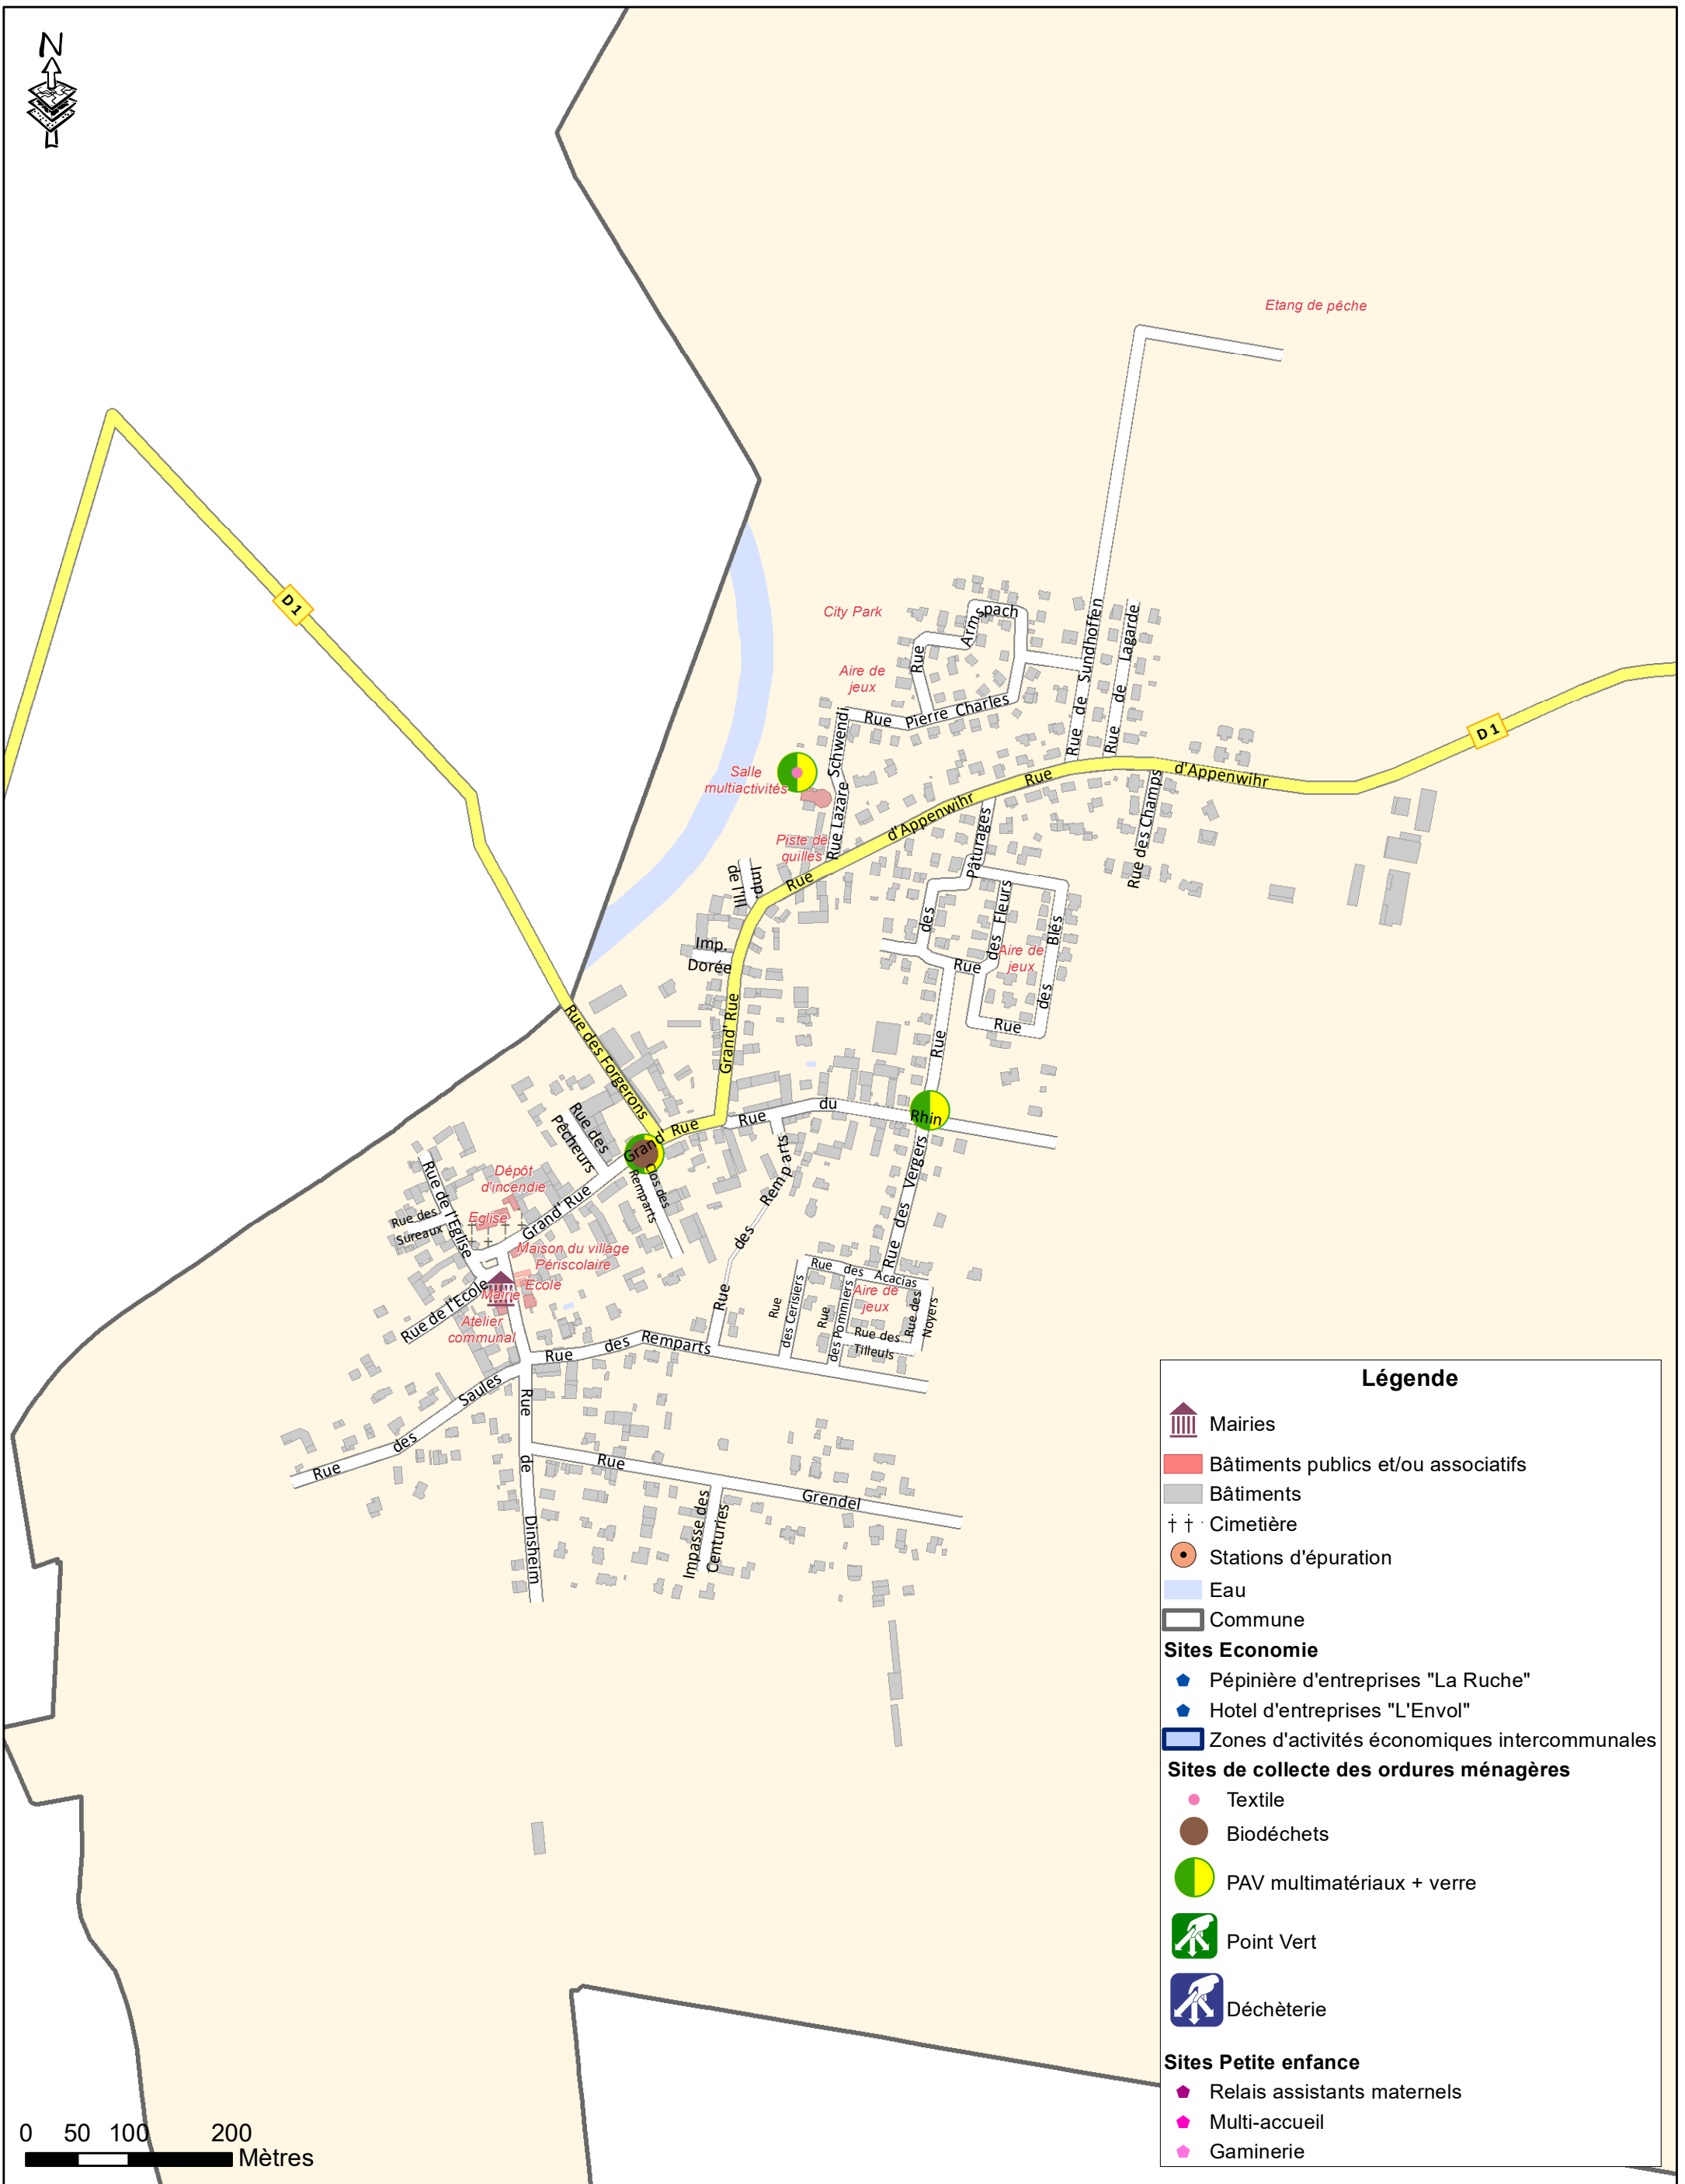 N
Etang de pêche
D 1
City Park
Rue Armspach
Aire de
jeux
Rue Pierre Charles
Rue de Sundhoffen
Rue de Lagarde
D 1
Salle
multiactivités
Rue Lazare Schwendi
Rue d'Appenwihr Rue d'Appenwihr
Rue des Champs
Piste de
quilles
Imp.
de l'Ill
Imp.
Dorée
Rue des Pâturages
Rue des Fleurs
Aire de
jeux
Rue des Blés
Grand' Rue
Rue des Forgerons
Rue du Rhin
Grand' Rue
Rue des
Pêcheurs
Clos des
Remparts
Rue des Remparts
Rue des Vergers
Dépôt
d'incendie
Rue de l'Eglise
Rue des
Sureaux
Eglise
Grand' Rue
Maison du village
Périscolaire
Ecole
Mairie
Rue de l'Ecole
Atelier
communal
Rue des Acacias
Rue
des Cerisiers
Rue
des Pommiers
Aire de
jeux
Rue des
Noyers
Rue des
Tilleuls
Rue des Remparts
Rue des Saules
Rue de Dinsheim
Rue Grendel
Impasse des
Centuries
Légende
Mairies
Bâtiments publics et/ou associatifs
Bâtiments
Cimetière
Stations d'épuration
Eau
Commune
Sites Economie
Pépinière d'entreprises "La Ruche"
Hotel d'entreprises "L'Envol"
Zones d'activités économiques intercommunales
Sites de collecte des ordures ménagères
Textile
Biodéchets
PAV multimatériaux + verre
Point Vert
Déchèterie
Sites Petite enfance
Relais assistants maternels
Multi-accueil
Gaminerie
0 50 100 200
Mètres